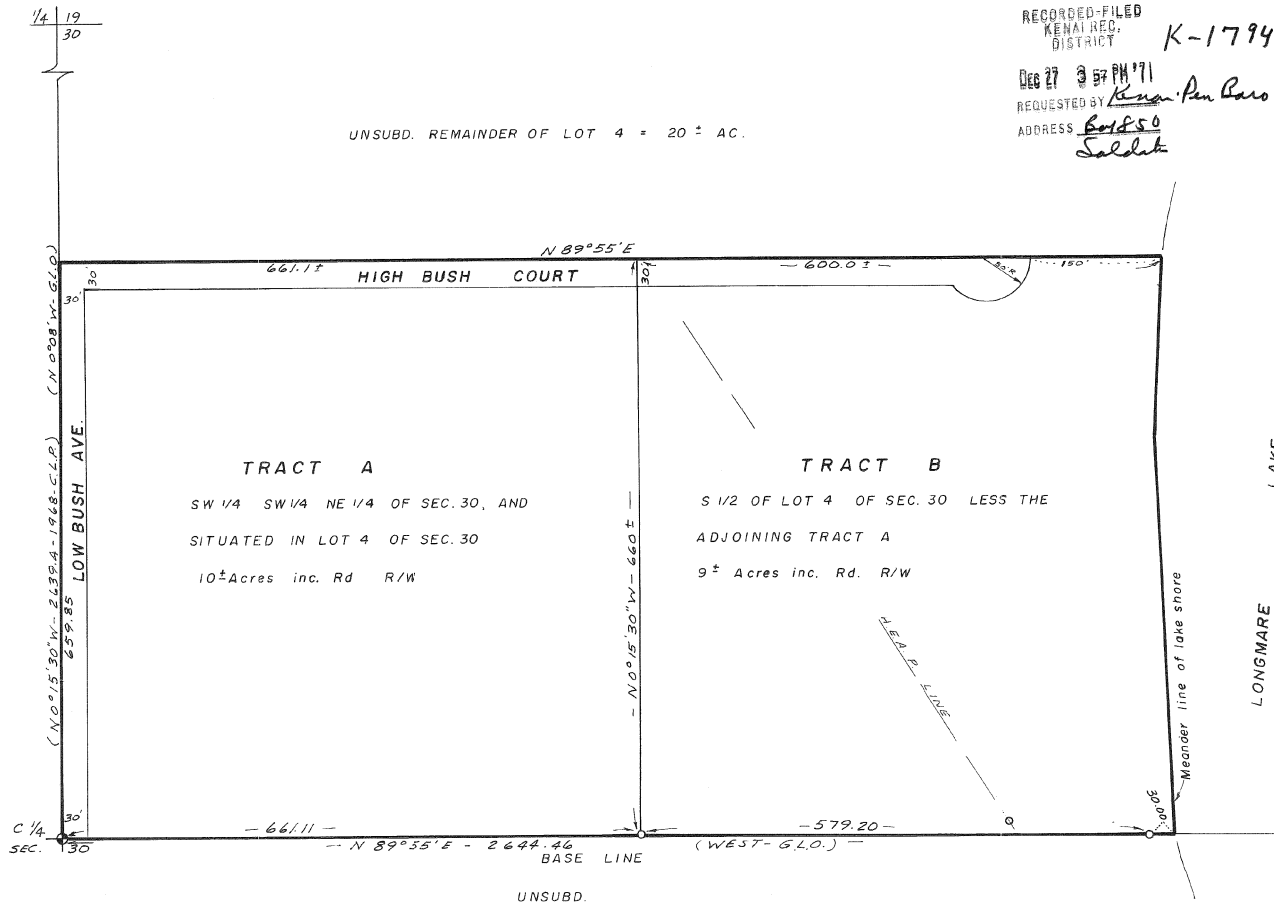 1/4 19
30
RECORDED-FILED
KENAI REC.
DISTRICT
K-1794
DEC 27 3 57 PM '71
REQUESTED BY Kenai Pen Boro
ADDRESS Box 850
Soldotn
UNSUBD. REMAINDER OF LOT 4 = 20 ± AC.
N 89°55'E
661.1±
HIGH BUSH COURT
600.0±
50'R
150'
30'
30'
30'
(N 0°08'W - G.L.O.)
(N 0°15'30"W - 2639.4 - 1968 - C.L.P.)
659.85
LOW BUSH AVE.
TRACT A
SW 1/4 SW 1/4 NE 1/4 OF SEC. 30, AND
SITUATED IN LOT 4 OF SEC. 30
10± Acres inc. Rd R/W
- N 0°15'30"W - 660± -
TRACT B
S 1/2 OF LOT 4 OF SEC. 30 LESS THE
ADJOINING TRACT A
9± Acres inc. Rd. R/W
H.E.A. P. LINE
Meander line of lake shore
LONGMARE LAKE
30.00'
30'
C 1/4
SEC. 30
- 661.11 -
- 579.20 -
- N 89°55'E - 2644.46 (WEST - G.L.O.) -
BASE LINE
UNSUBD.